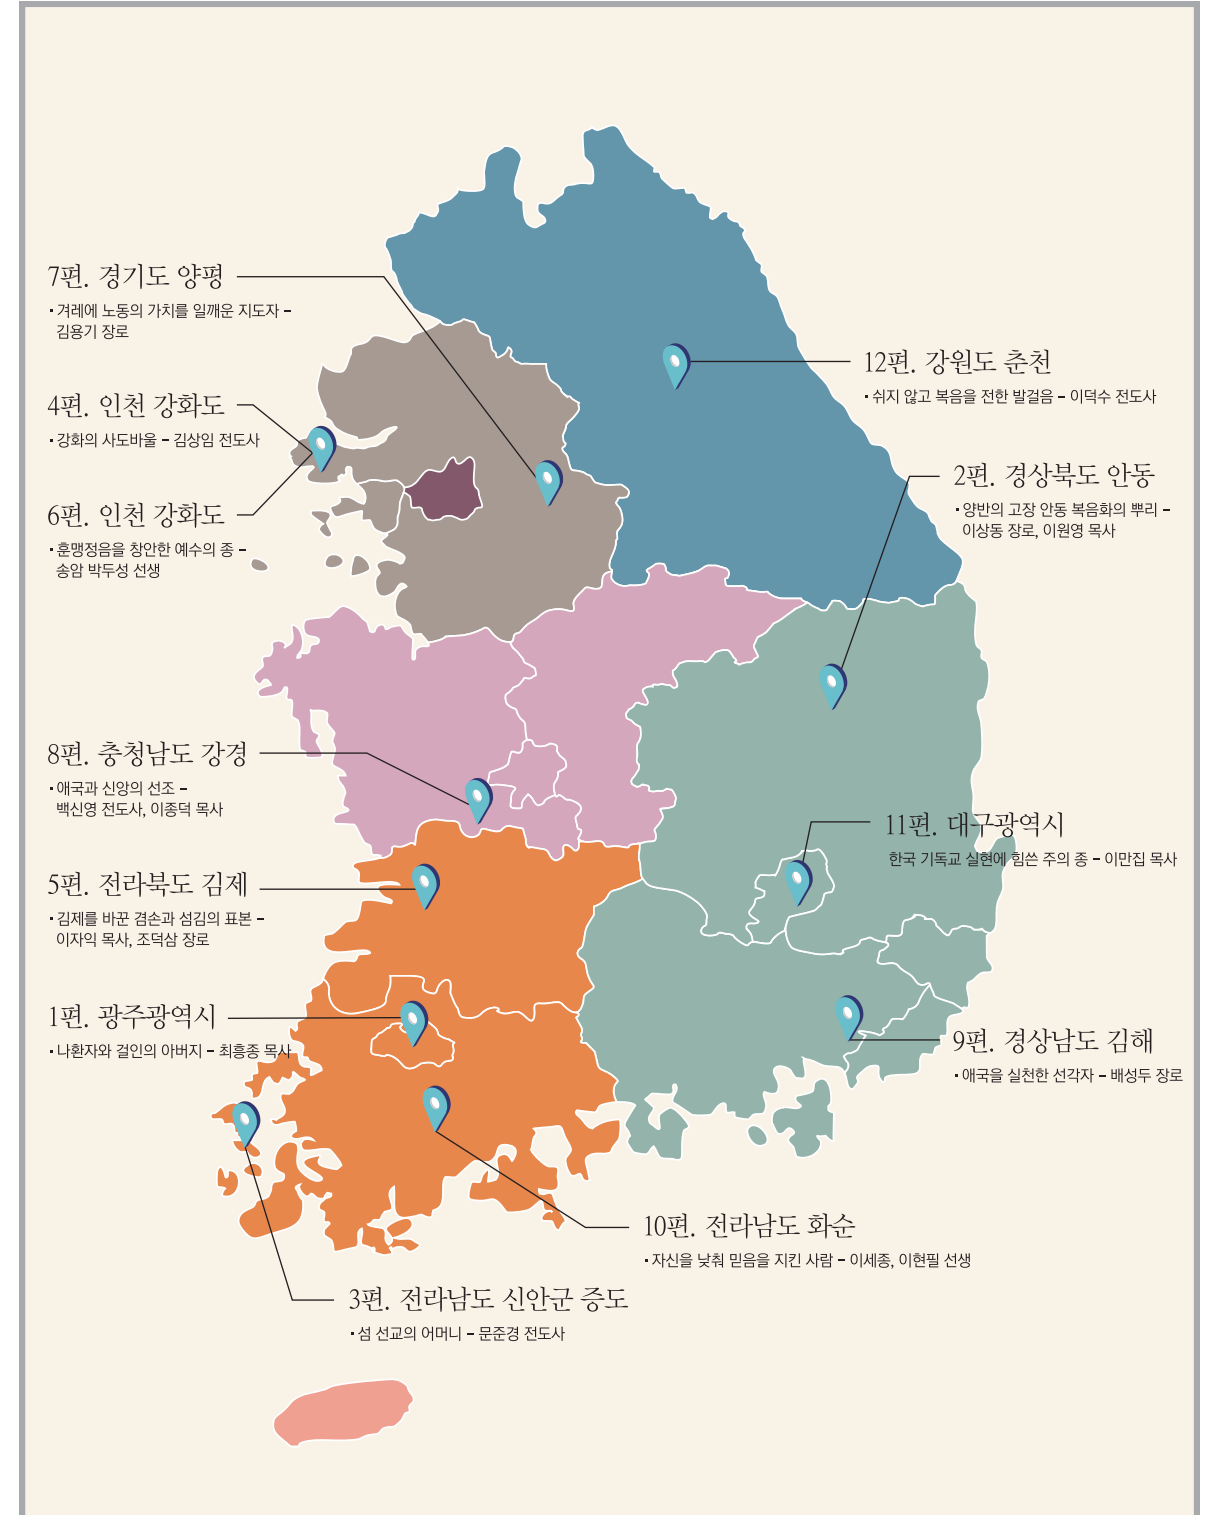 7편. 경기도 양평
· 겨레에 노동의 가치를 일깨운 지도자 –
김용기 장로
12편. 강원도 춘천
· 쉬지 않고 복음을 전한 발걸음 – 이덕수 전도사
4편. 인천 강화도
· 강화의 사도바울 – 김상임 전도사
2편. 경상북도 안동
· 양반의 고장 안동 복음화의 뿌리 –
이상동 장로, 이원영 목사
6편. 인천 강화도
· 훈맹정음을 창안한 예수의 종 –
송암 박두성 선생
8편. 충청남도 강경
· 애국과 신앙의 선조 –
백신영 전도사, 이종덕 목사
11편. 대구광역시
한국 기독교 실현에 힘쓴 주의 종 – 이만집 목사
5편. 전라북도 김제
· 김제를 바꾼 겸손과 섬김의 표본 –
이자익 목사, 조덕삼 장로
1편. 광주광역시
· 나환자와 걸인의 아버지 – 최흥종 목사
9편. 경상남도 김해
· 애국을 실천한 선각자 – 배성두 장로
10편. 전라남도 화순
· 자신을 낮춰 믿음을 지킨 사람 – 이세종, 이현필 선생
3편. 전라남도 신안군 증도
· 섬 선교의 어머니 – 문준경 전도사